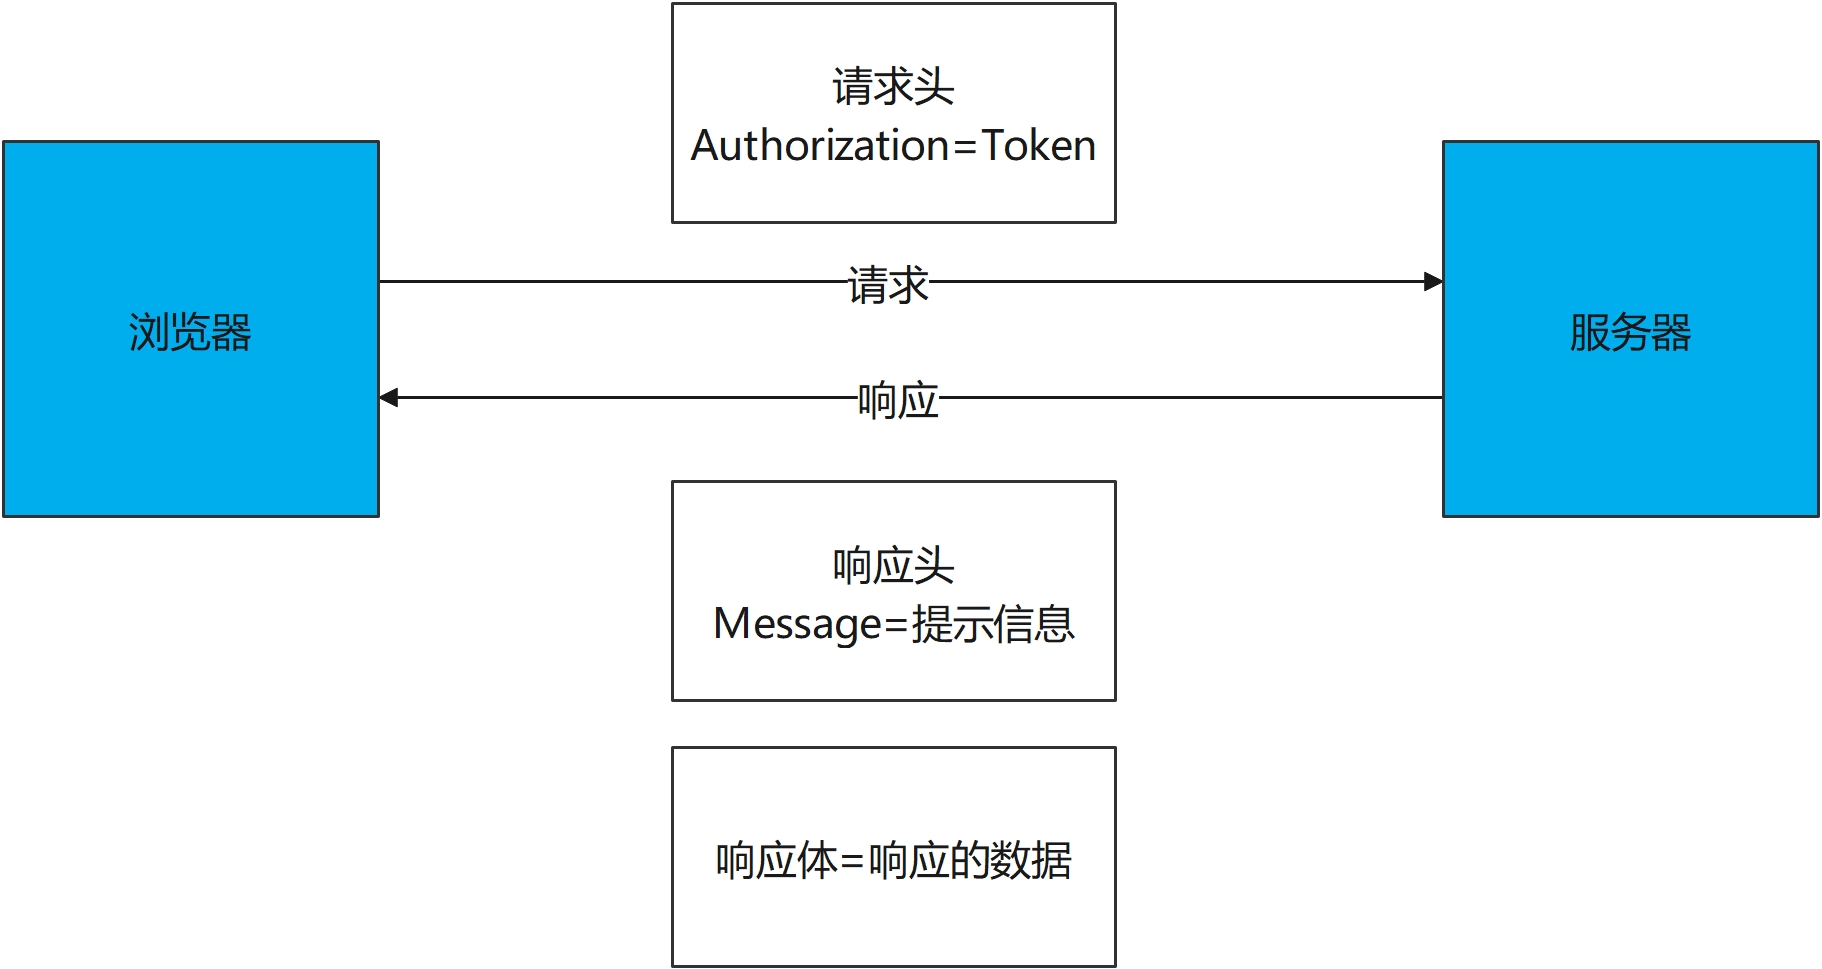 请求头
Authorization=Token
浏览器
请求
服务器
响应
响应头
Message=提示信息
响应体=响应的数据